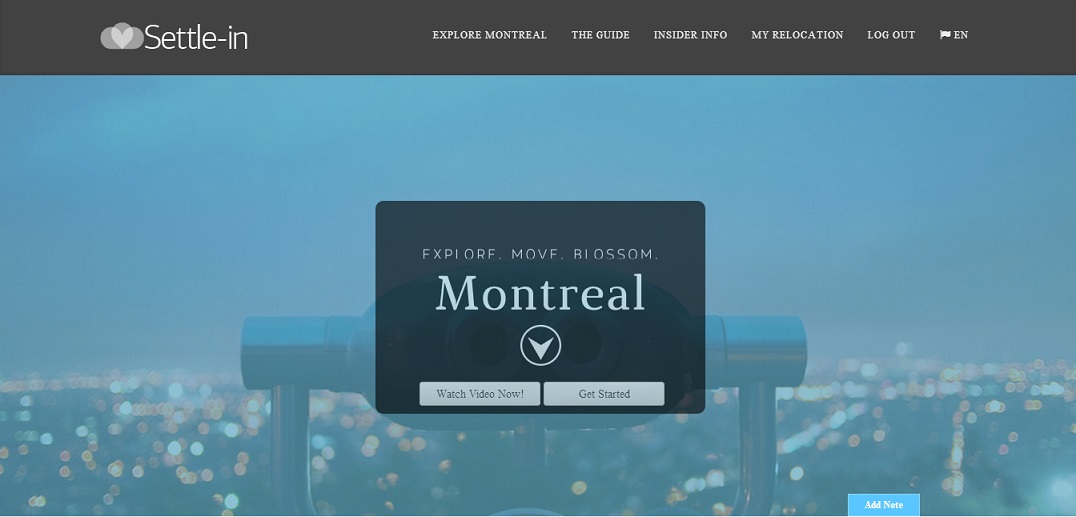 Settle-in
EXPLORE MONTREAL THE GUIDE INSIDER INFO MY RELOCATION LOG OUT EN
EXPLORE. MOVE. BLOSSOM.
Montreal
Watch Video Now! Get Started
Add Note